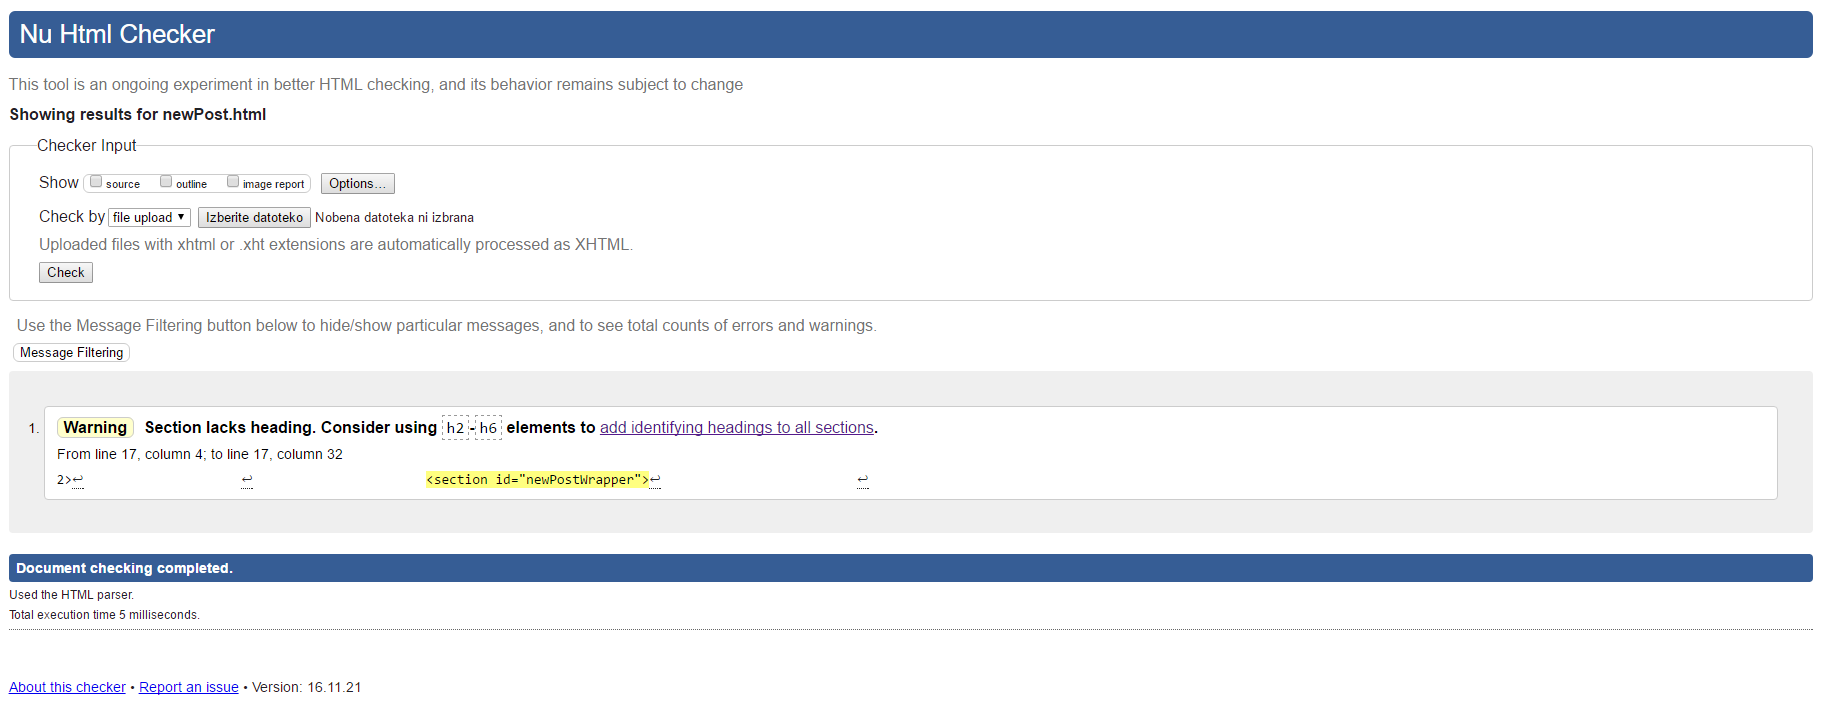 Nu Html Checker
This tool is an ongoing experiment in better HTML checking, and its behavior remains subject to change
Showing results for newPost.html
Checker Input
Show source outline image report Options...
Check by file upload ▼ Izberite datoteko Nobena datoteka ni izbrana
Uploaded files with xhtml or .xht extensions are automatically processed as XHTML.
Check
Use the Message Filtering button below to hide/show particular messages, and to see total counts of errors and warnings.
Message Filtering
1. Warning Section lacks heading. Consider using h2-h6 elements to add identifying headings to all sections.
From line 17, column 4; to line 17, column 32
2>↩ ↩ <section id="newPostWrapper">↩ ↩
Document checking completed.
Used the HTML parser.
Total execution time 5 milliseconds.
About this checker • Report an issue • Version: 16.11.21